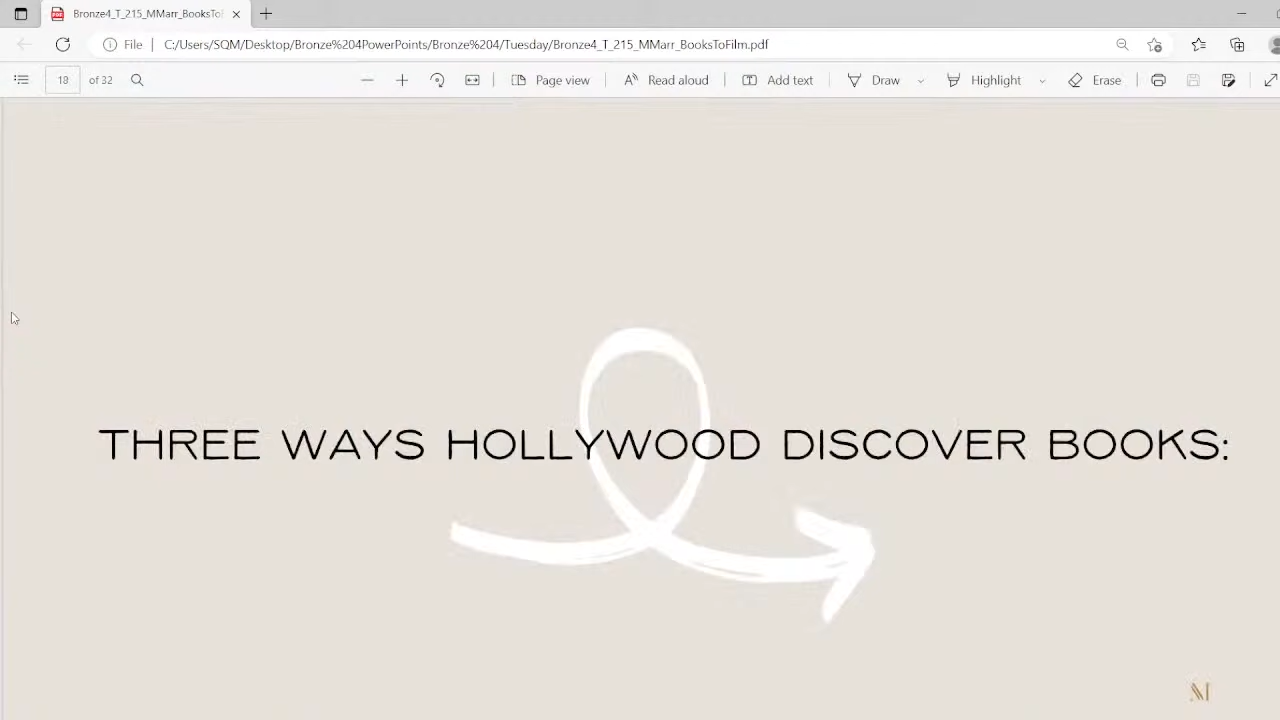 Bronze4_T_215_MMarr_BooksTo
File
C:/Users/SQM/Desktop/Bronze%204PowerPoints/Bronze%204/Tuesday/Bronze4_T_215_MMarr_BooksToFilm.pdf
18 of 32 Page view Read aloud Add text Draw Highlight Erase
THREE WAYS HOLLYWOOD DISCOVER BOOKS: